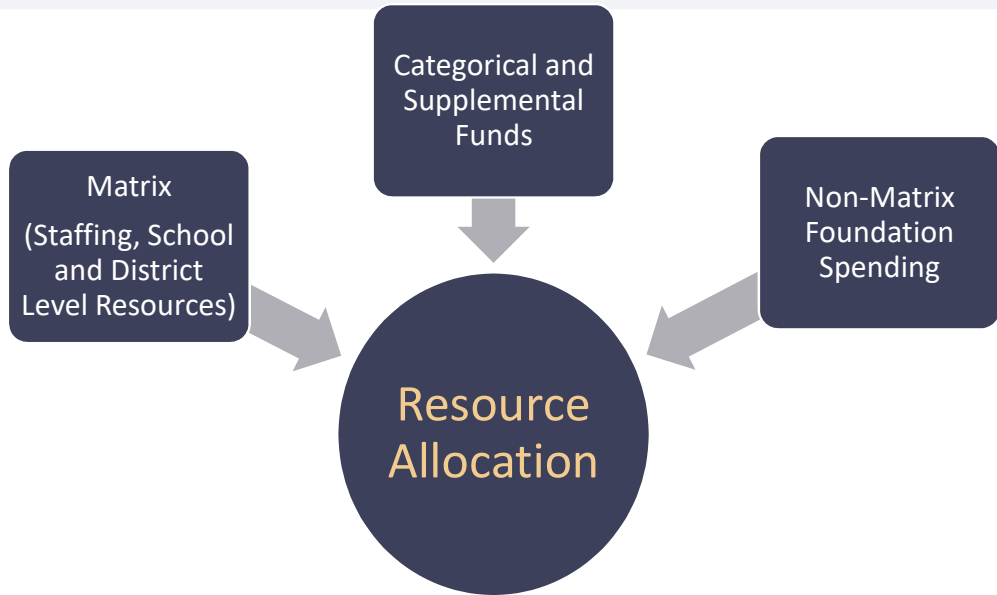 Categorical and
Supplemental
Funds
Matrix
(Staffing, School
and District
Level Resources)
Non-Matrix
Foundation
Spending
Resource
Allocation